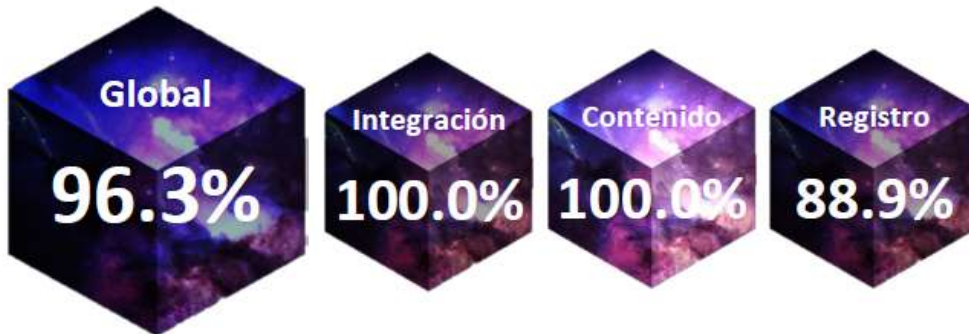 Global
96.3%
Integración
100.0%
Contenido
100.0%
Registro
88.9%